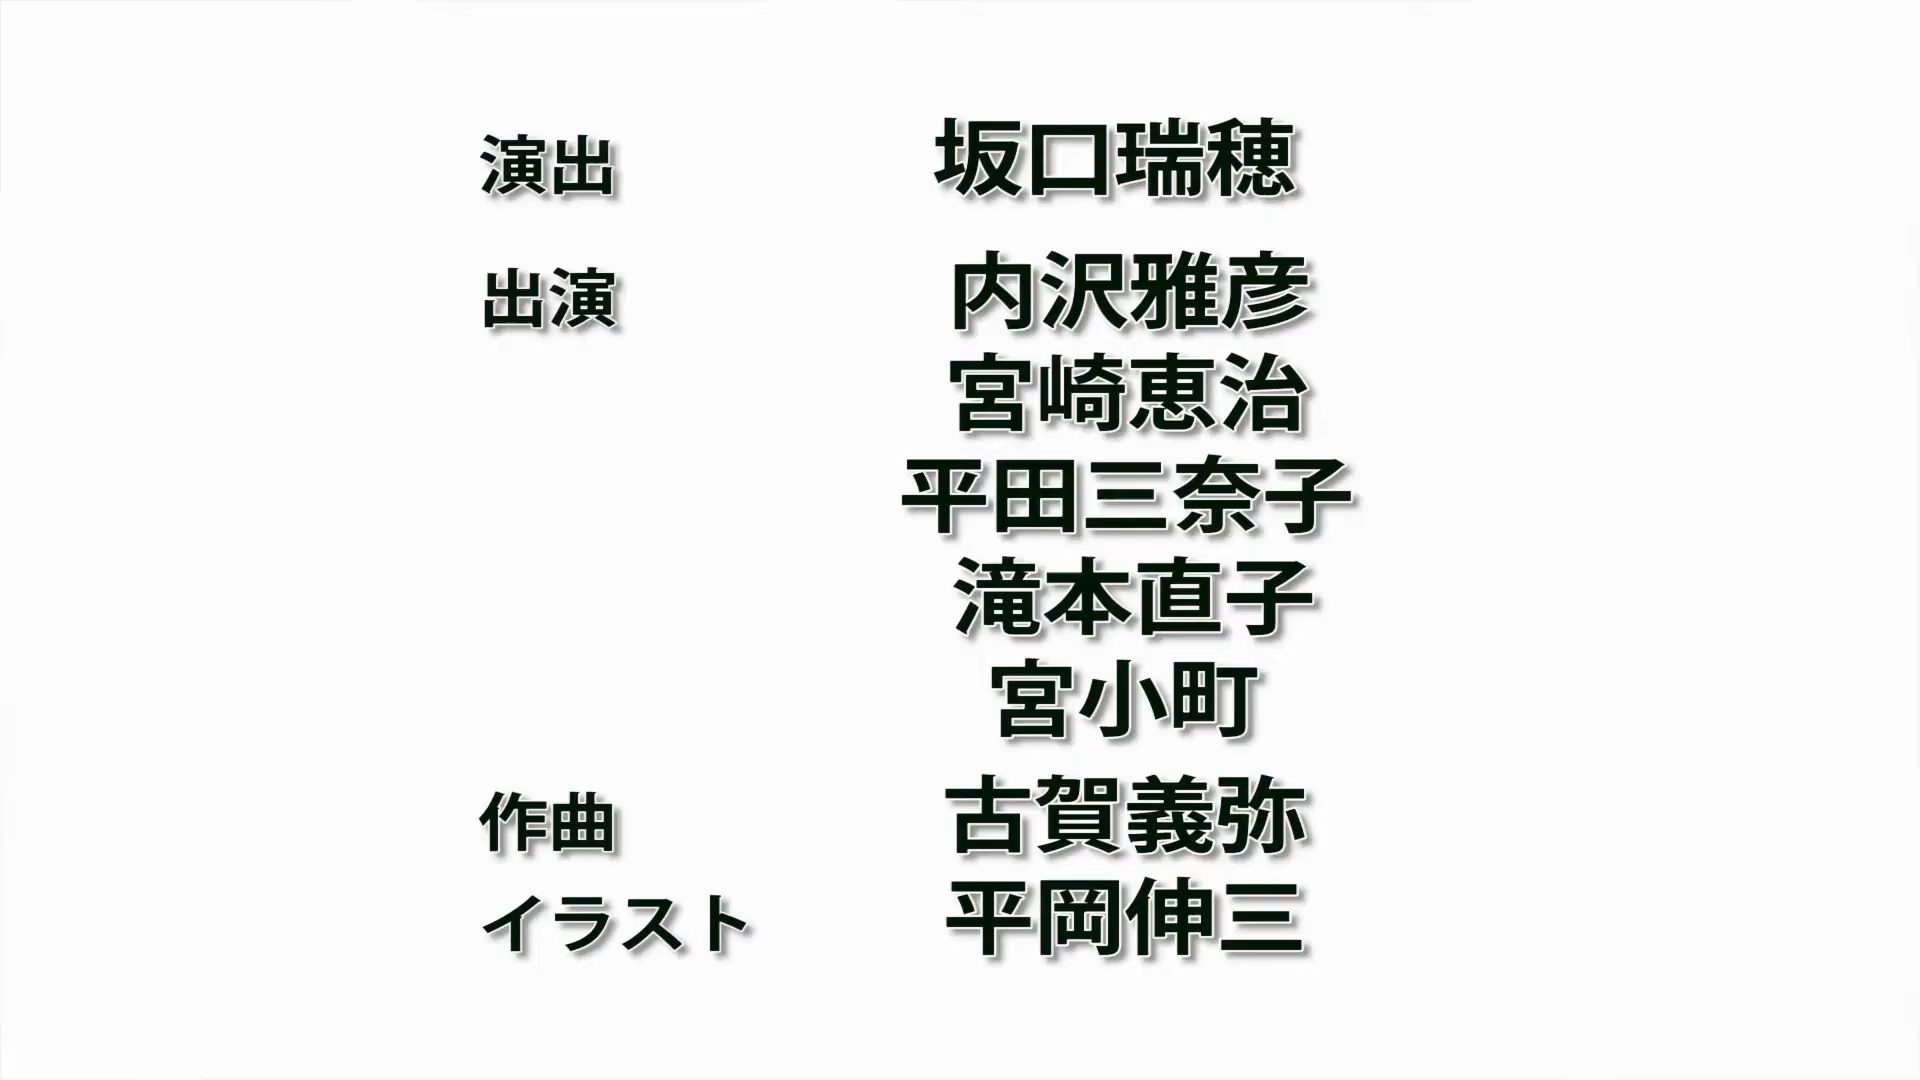 演出 坂口瑞穂
出演 内沢雅彦
宮崎恵治
平田三奈子
滝本直子
宮小町
作曲 古賀義弥
イラスト 平岡伸三